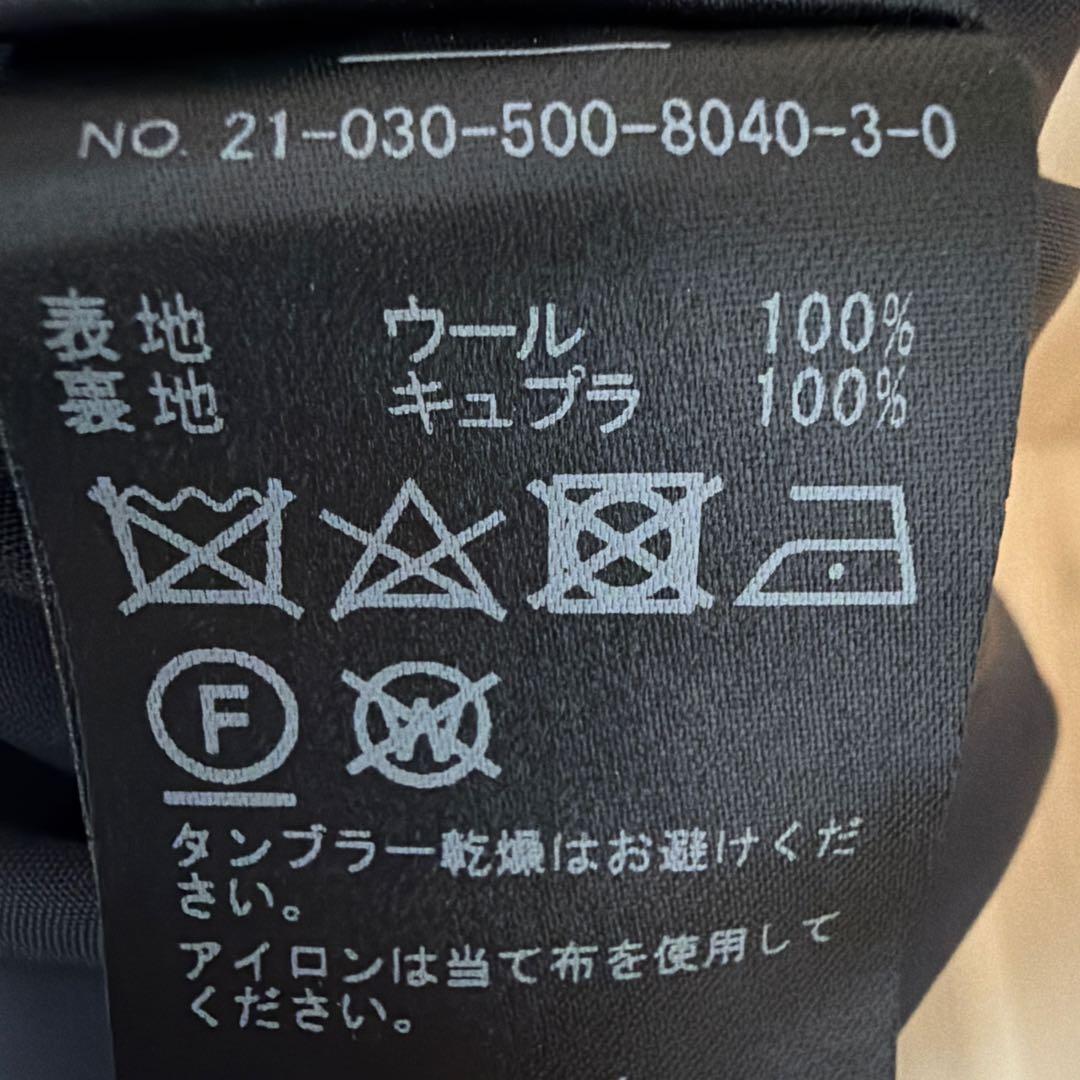 NO. 21-030-500-8040-3-0
表地 ウール 100%
裏地 キュプラ 100%
F W
タンブラー乾燥はお避けくだ
さい。
アイロンは当て布を使用して
ください。